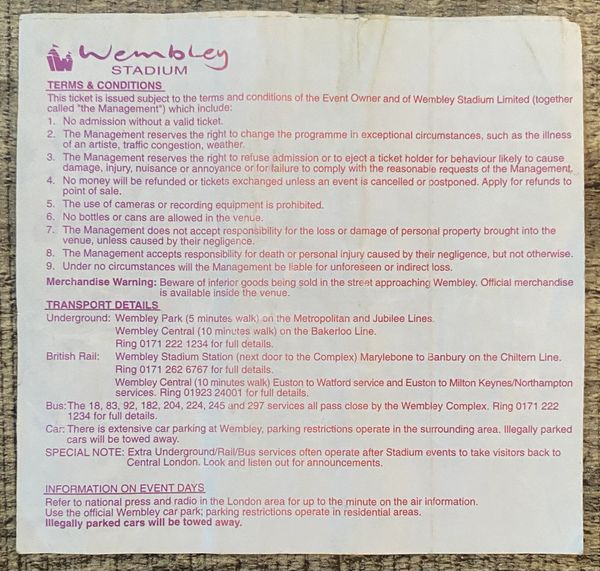 Wembley
STADIUM
TERMS & CONDITIONS
This ticket is issued subject to the terms and conditions of the Event Owner and of Wembley Stadium Limited (together
called "the Management") which include:
1. No admission without a valid ticket.
2. The Management reserves the right to change the programme in exceptional circumstances, such as the illness
of an artiste, traffic congestion, weather.
3. The Management reserves the right to refuse admission or to eject a ticket holder for behaviour likely to cause
damage, injury, nuisance or annoyance or for failure to comply with the reasonable requests of the Management.
4. No money will be refunded or tickets exchanged unless an event is cancelled or postponed. Apply for refunds to
point of sale.
5. The use of cameras or recording equipment is prohibited.
6. No bottles or cans are allowed in the venue.
7. The Management does not accept responsibility for the loss or damage of personal property brought into the
venue, unless caused by their negligence.
8. The Management accepts responsibility for death or personal injury caused by their negligence, but not otherwise.
9. Under no circumstances will the Management be liable for unforeseen or indirect loss.
Merchandise Warning: Beware of inferior goods being sold in the street approaching Wembley. Official merchandise
is available inside the venue.
TRANSPORT DETAILS
Underground: Wembley Park (5 minutes walk) on the Metropolitan and Jubilee Lines.
Wembley Central (10 minutes walk) on the Bakerloo Line.
Ring 0171 222 1234 for full details.
British Rail: Wembley Stadium Station (next door to the Complex) Marylebone to Banbury on the Chiltern Line.
Ring 0171 262 6767 for full details.
Wembley Central (10 minutes walk) Euston to Watford service and Euston to Milton Keynes/Northampton
services. Ring 01923 24001 for full details.
Bus: The 18, 83, 92, 182, 204, 224, 245 and 297 services all pass close by the Wembley Complex. Ring 0171 222
1234 for full details.
Car: There is extensive car parking at Wembley, parking restrictions operate in the surrounding area. Illegally parked
cars will be towed away.
SPECIAL NOTE: Extra Underground/Rail/Bus services often operate after Stadium events to take visitors back to
Central London. Look and listen out for announcements.
INFORMATION ON EVENT DAYS
Refer to national press and radio in the London area for up to the minute on the air information.
Use the official Wembley car park; parking restrictions operate in residential areas.
Illegally parked cars will be towed away.